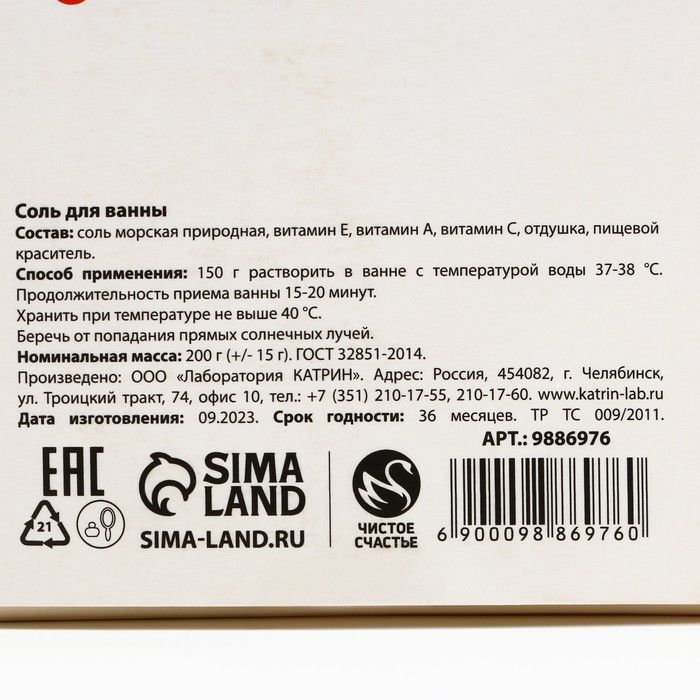 Соль для ванны
Состав: соль морская природная, витамин Е, витамин А, витамин С, отдушка, пищевой
краситель.
Способ применения: 150 г растворить в ванне с температурой воды 37-38 °С.
Продолжительность приема ванны 15-20 минут.
Хранить при температуре не выше 40 °С.
Беречь от попадания прямых солнечных лучей.
Номинальная масса: 200 г (+/- 15 г). ГОСТ 32851-2014.
Произведено: ООО «Лаборатория КАТРИН». Адрес: Россия, 454082, г. Челябинск,
ул. Троицкий тракт, 74, офис 10, тел.: +7 (351) 210-17-55, 210-17-60. www.katrin-lab.ru
Дата изготовления: 09.2023. Срок годности: 36 месяцев. ТР ТС 009/2011.
АРТ.: 9886976
EAC
21
SIMA
LAND
SIMA-LAND.RU
ЧИСТОЕ
СЧАСТЬЕ
6 900098 869760